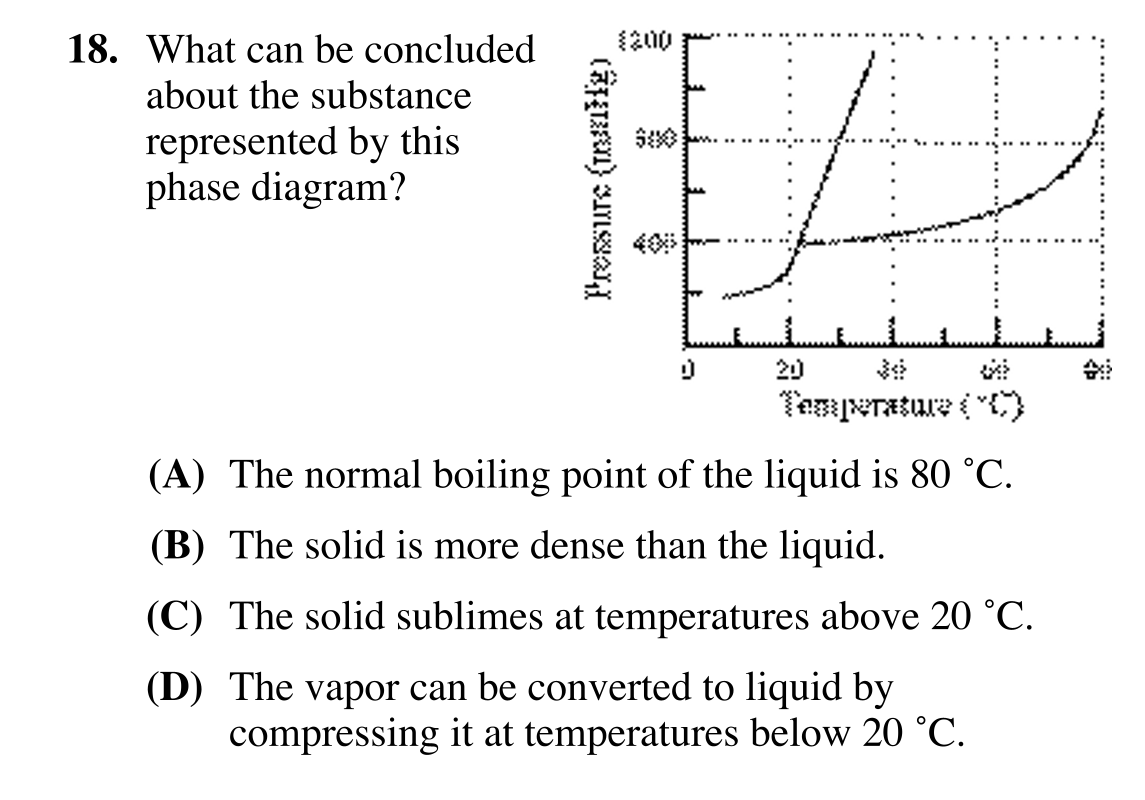 18. What can be concluded
about the substance
represented by this
phase diagram?
1200
800
400
Pressure (mmHg)
0 20 40 60 80
Temperature (°C)
(A) The normal boiling point of the liquid is 80 ˚C.
(B) The solid is more dense than the liquid.
(C) The solid sublimes at temperatures above 20 ˚C.
(D) The vapor can be converted to liquid by
compressing it at temperatures below 20 ˚C.